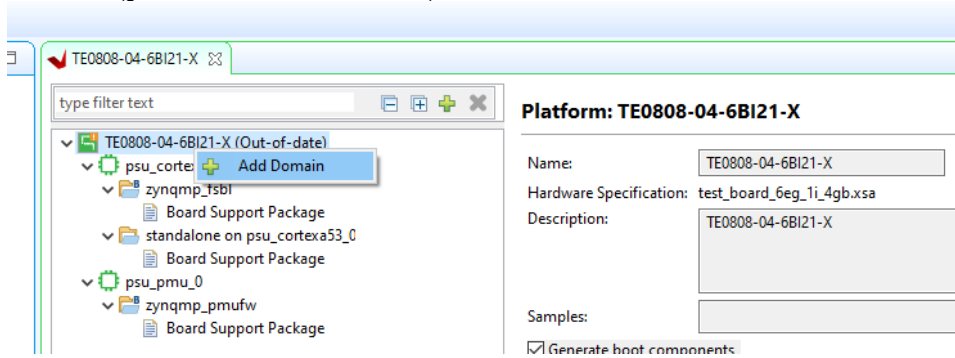 TE0808-04-6BI21-X
type filter text
Platform: TE0808-04-6BI21-X
TE0808-04-6BI21-X (Out-of-date)
psu_corte
Add Domain
zynqmp_fsbl
Board Support Package
standalone on psu_cortexa53_0
Board Support Package
psu_pmu_0
zynqmp_pmufw
Board Support Package
Name:
TE0808-04-6BI21-X
Hardware Specification:
test_board_6eg_1i_4gb.xsa
Description:
TE0808-04-6BI21-X
Samples:
Generate boot components